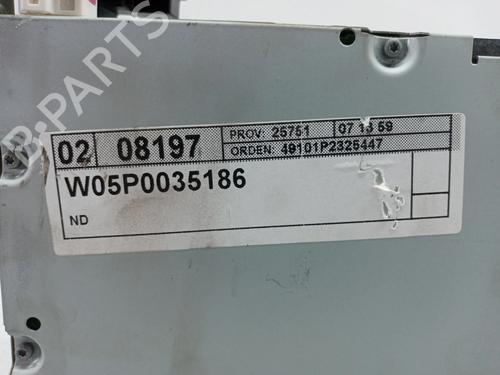 B-PARTS
02 08197 PROV: 25751 07 13 59
ORDEN: 49101P2325447
W05P0035186
ND